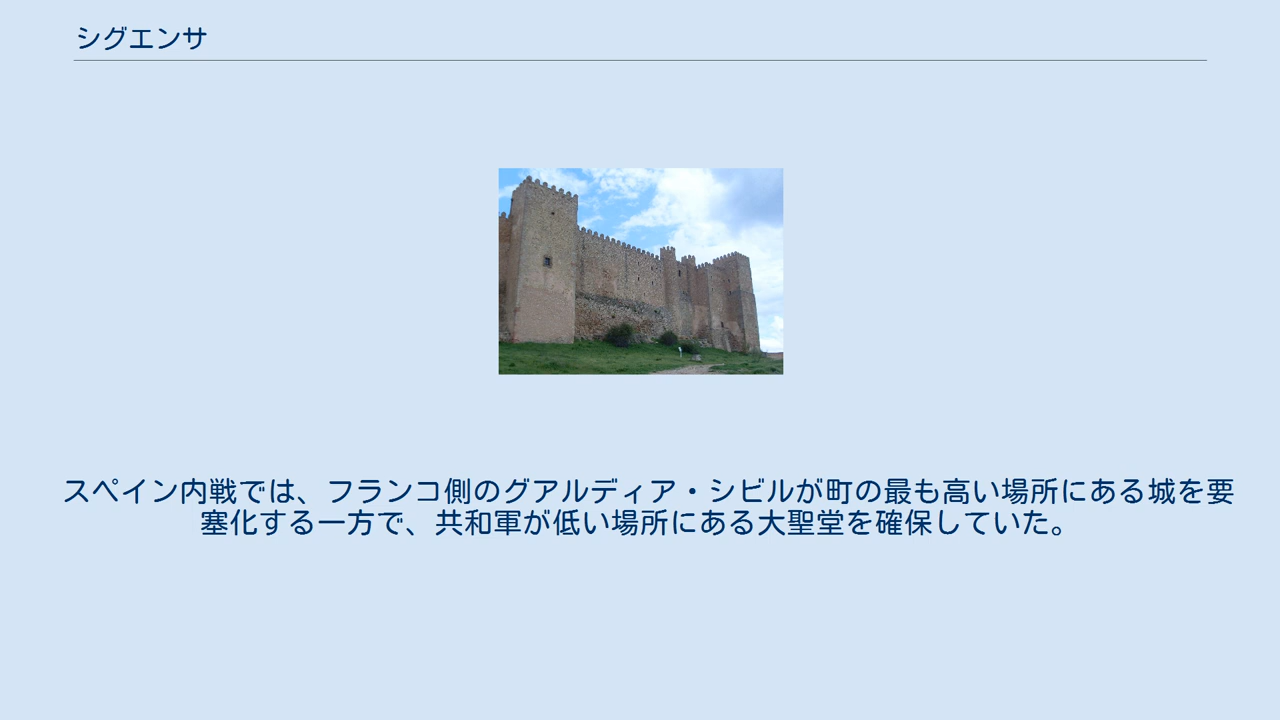 シグエンサ
スペイン内戦では、フランコ側のグアルディア・シビルが町の最も高い場所にある城を要
塞化する一方で、共和軍が低い場所にある大聖堂を確保していた。